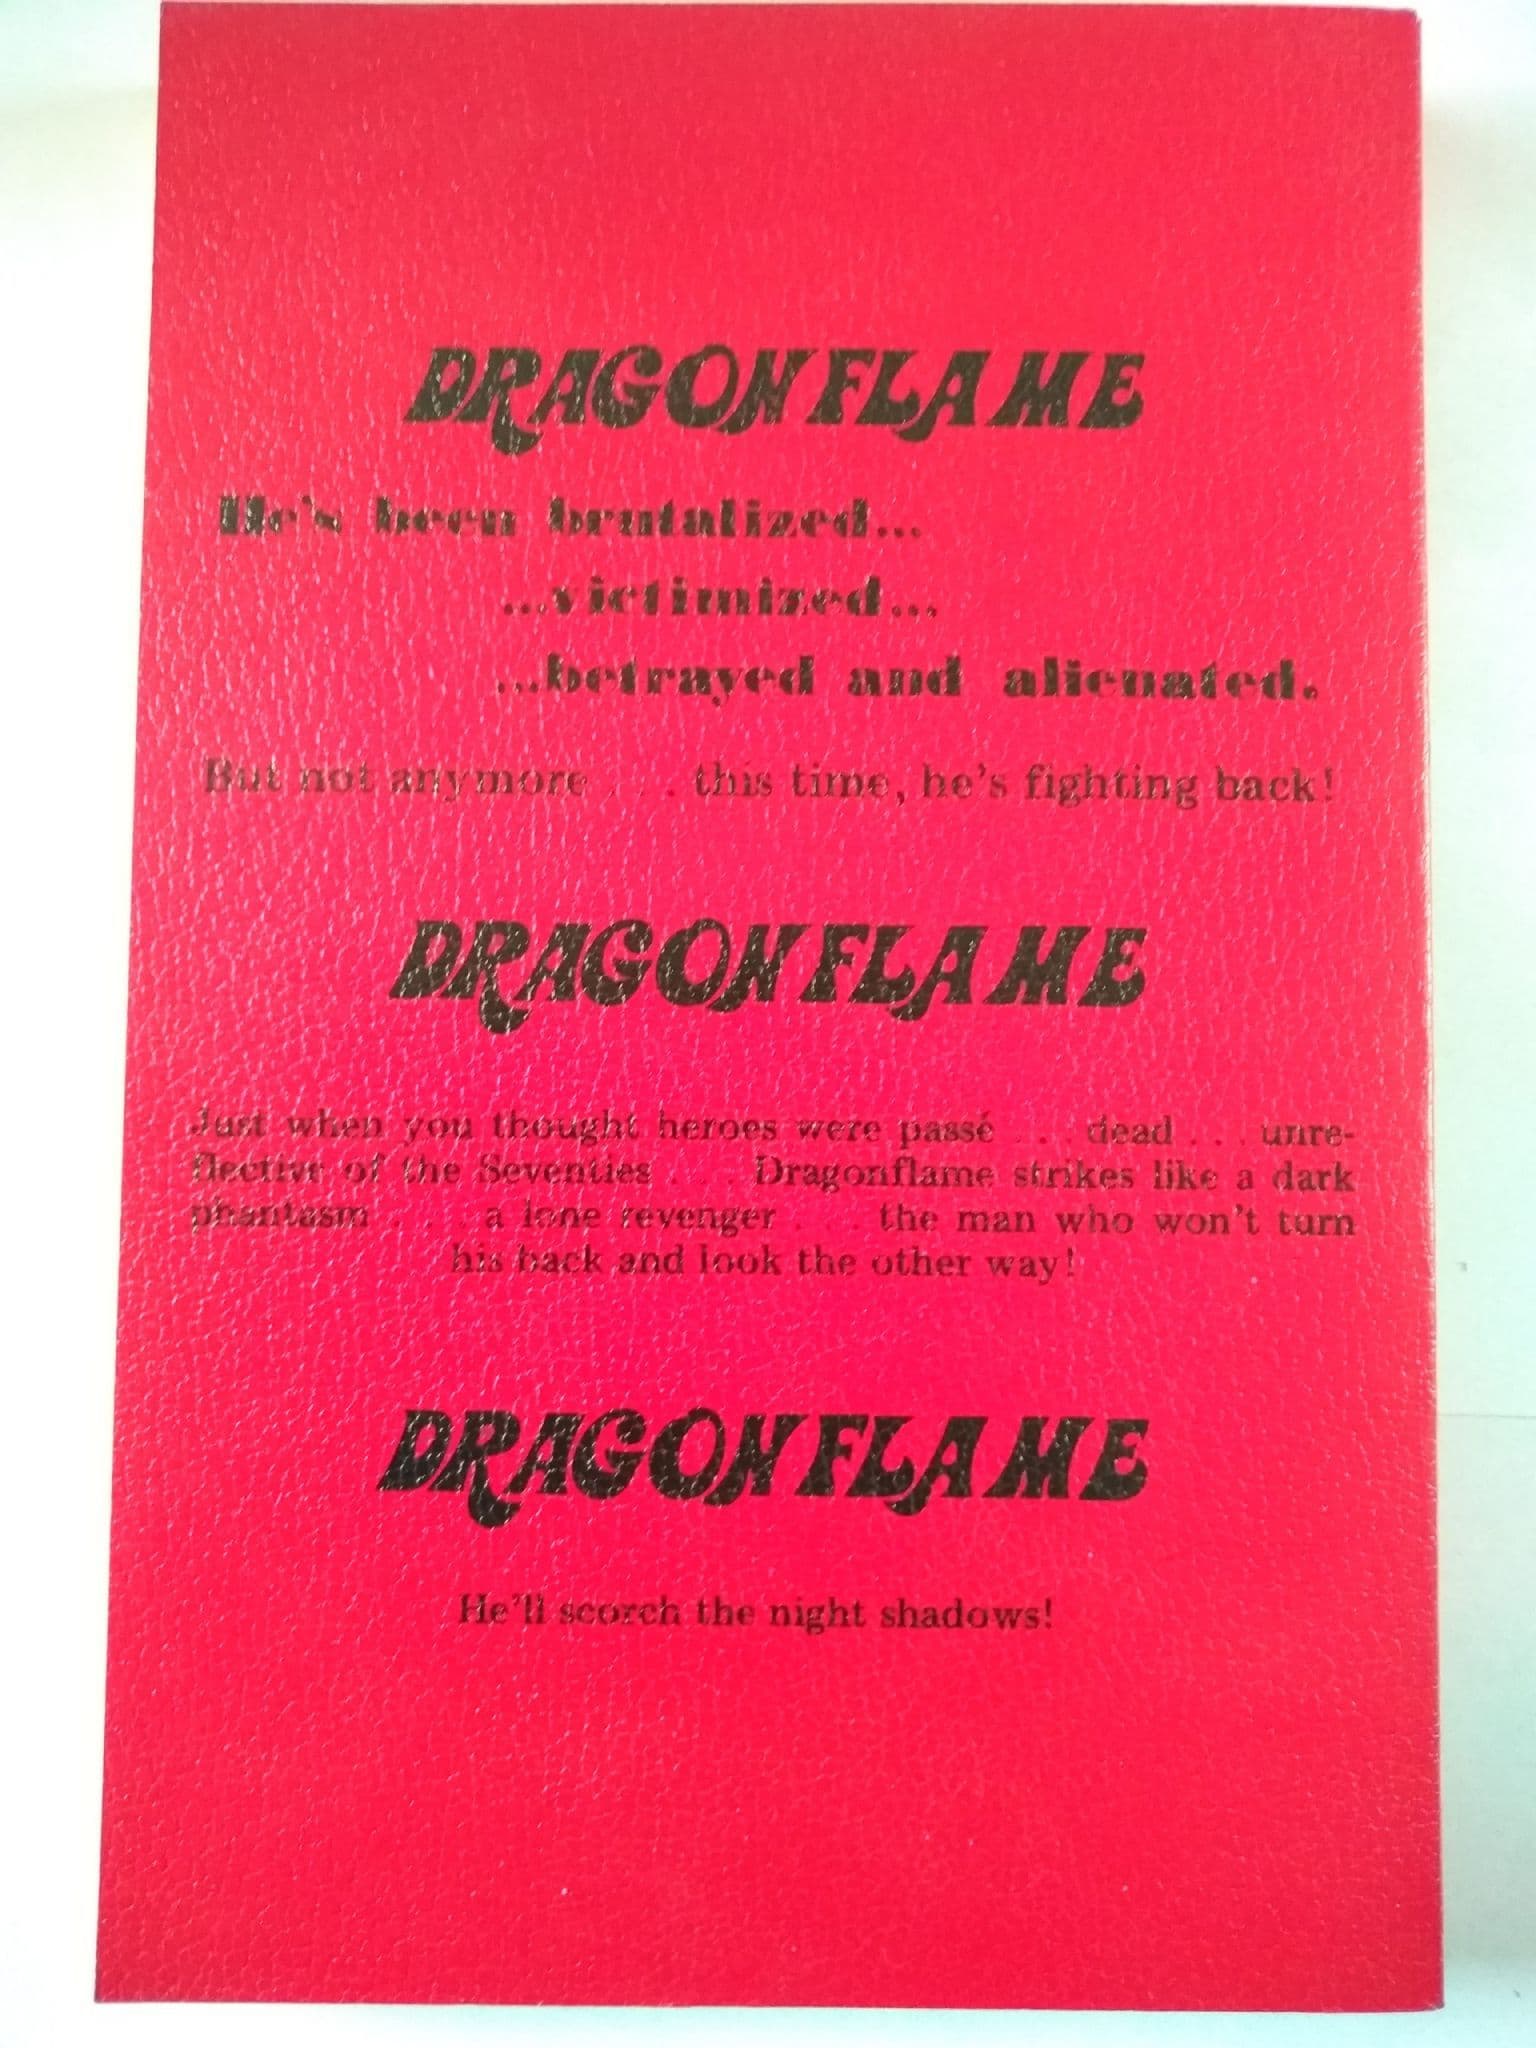 DRAGONFLAME
He's been brutalized...
...victimized...
...betrayed and alienated.
But not anymore . . . this time, he's fighting back!
DRAGONFLAME
Just when you thought heroes were passé . . . dead . . . unre-
flective of the Seventies . . . Dragonflame strikes like a dark
phantasm . . . a lone revenger . . . the man who won't turn
his back and look the other way!
DRAGONFLAME
He'll scorch the night shadows!